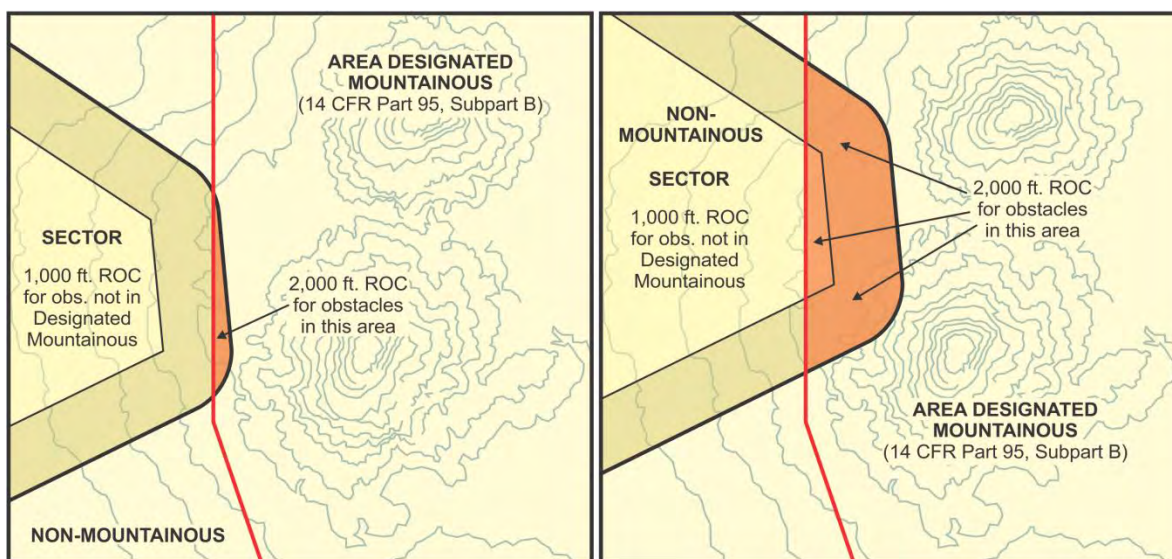 AREA DESIGNATED
MOUNTAINOUS
(14 CFR Part 95, Subpart B)
SECTOR
1,000 ft. ROC
for obs. not in
Designated
Mountainous
2,000 ft. ROC
for obstacles
in this area
NON-MOUNTAINOUS
NON-
MOUNTAINOUS
SECTOR
1,000 ft. ROC
for obs. not in
Designated
Mountainous
2,000 ft. ROC
for obstacles
in this area
AREA DESIGNATED
MOUNTAINOUS
(14 CFR Part 95, Subpart B)